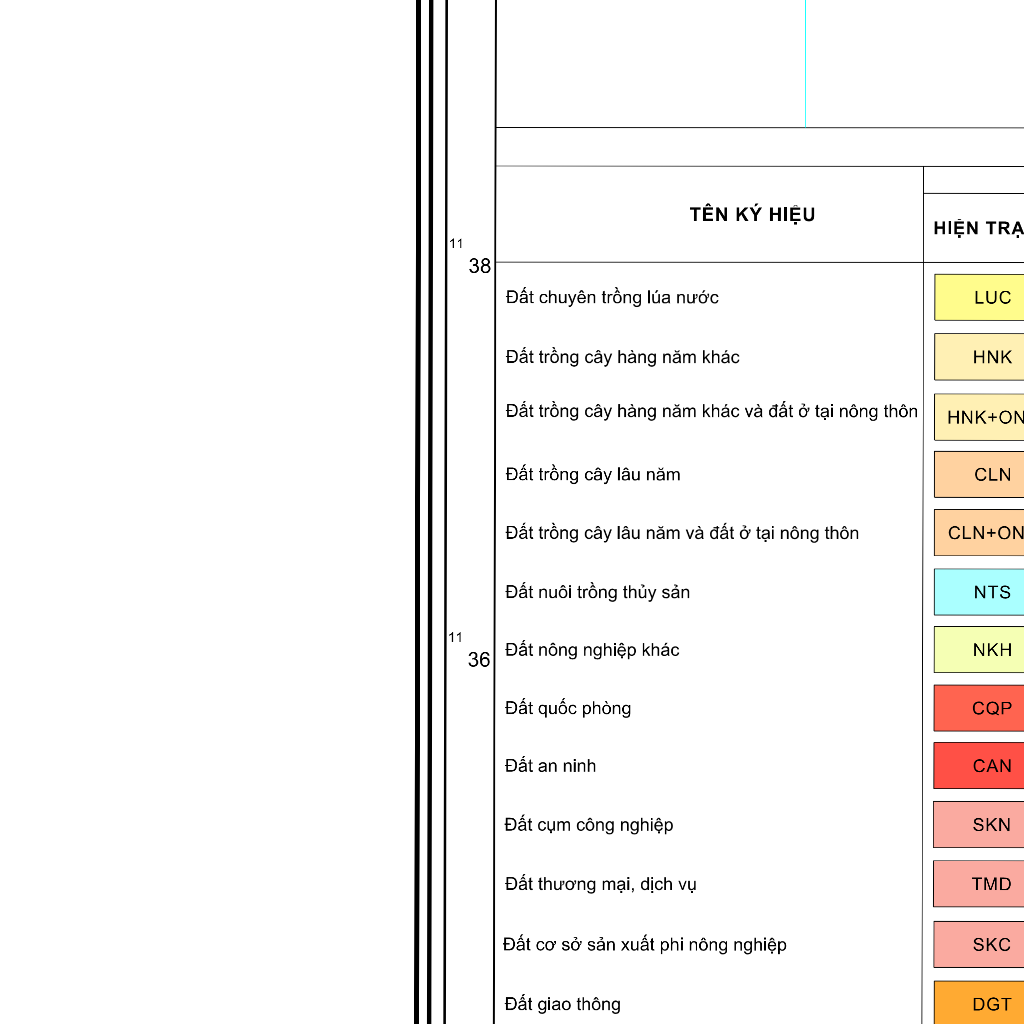 TÊN KÝ HIỆU
HIỆN TRẠ
11
38
Đất chuyên trồng lúa nước LUC
Đất trồng cây hàng năm khác HNK
Đất trồng cây hàng năm khác và đất ở tại nông thôn HNK+ON
Đất trồng cây lâu năm CLN
Đất trồng cây lâu năm và đất ở tại nông thôn CLN+ON
Đất nuôi trồng thủy sản NTS
11
36
Đất nông nghiệp khác NKH
Đất quốc phòng CQP
Đất an ninh CAN
Đất cụm công nghiệp SKN
Đất thương mại, dịch vụ TMD
Đất cơ sở sản xuất phi nông nghiệp SKC
Đất giao thông DGT